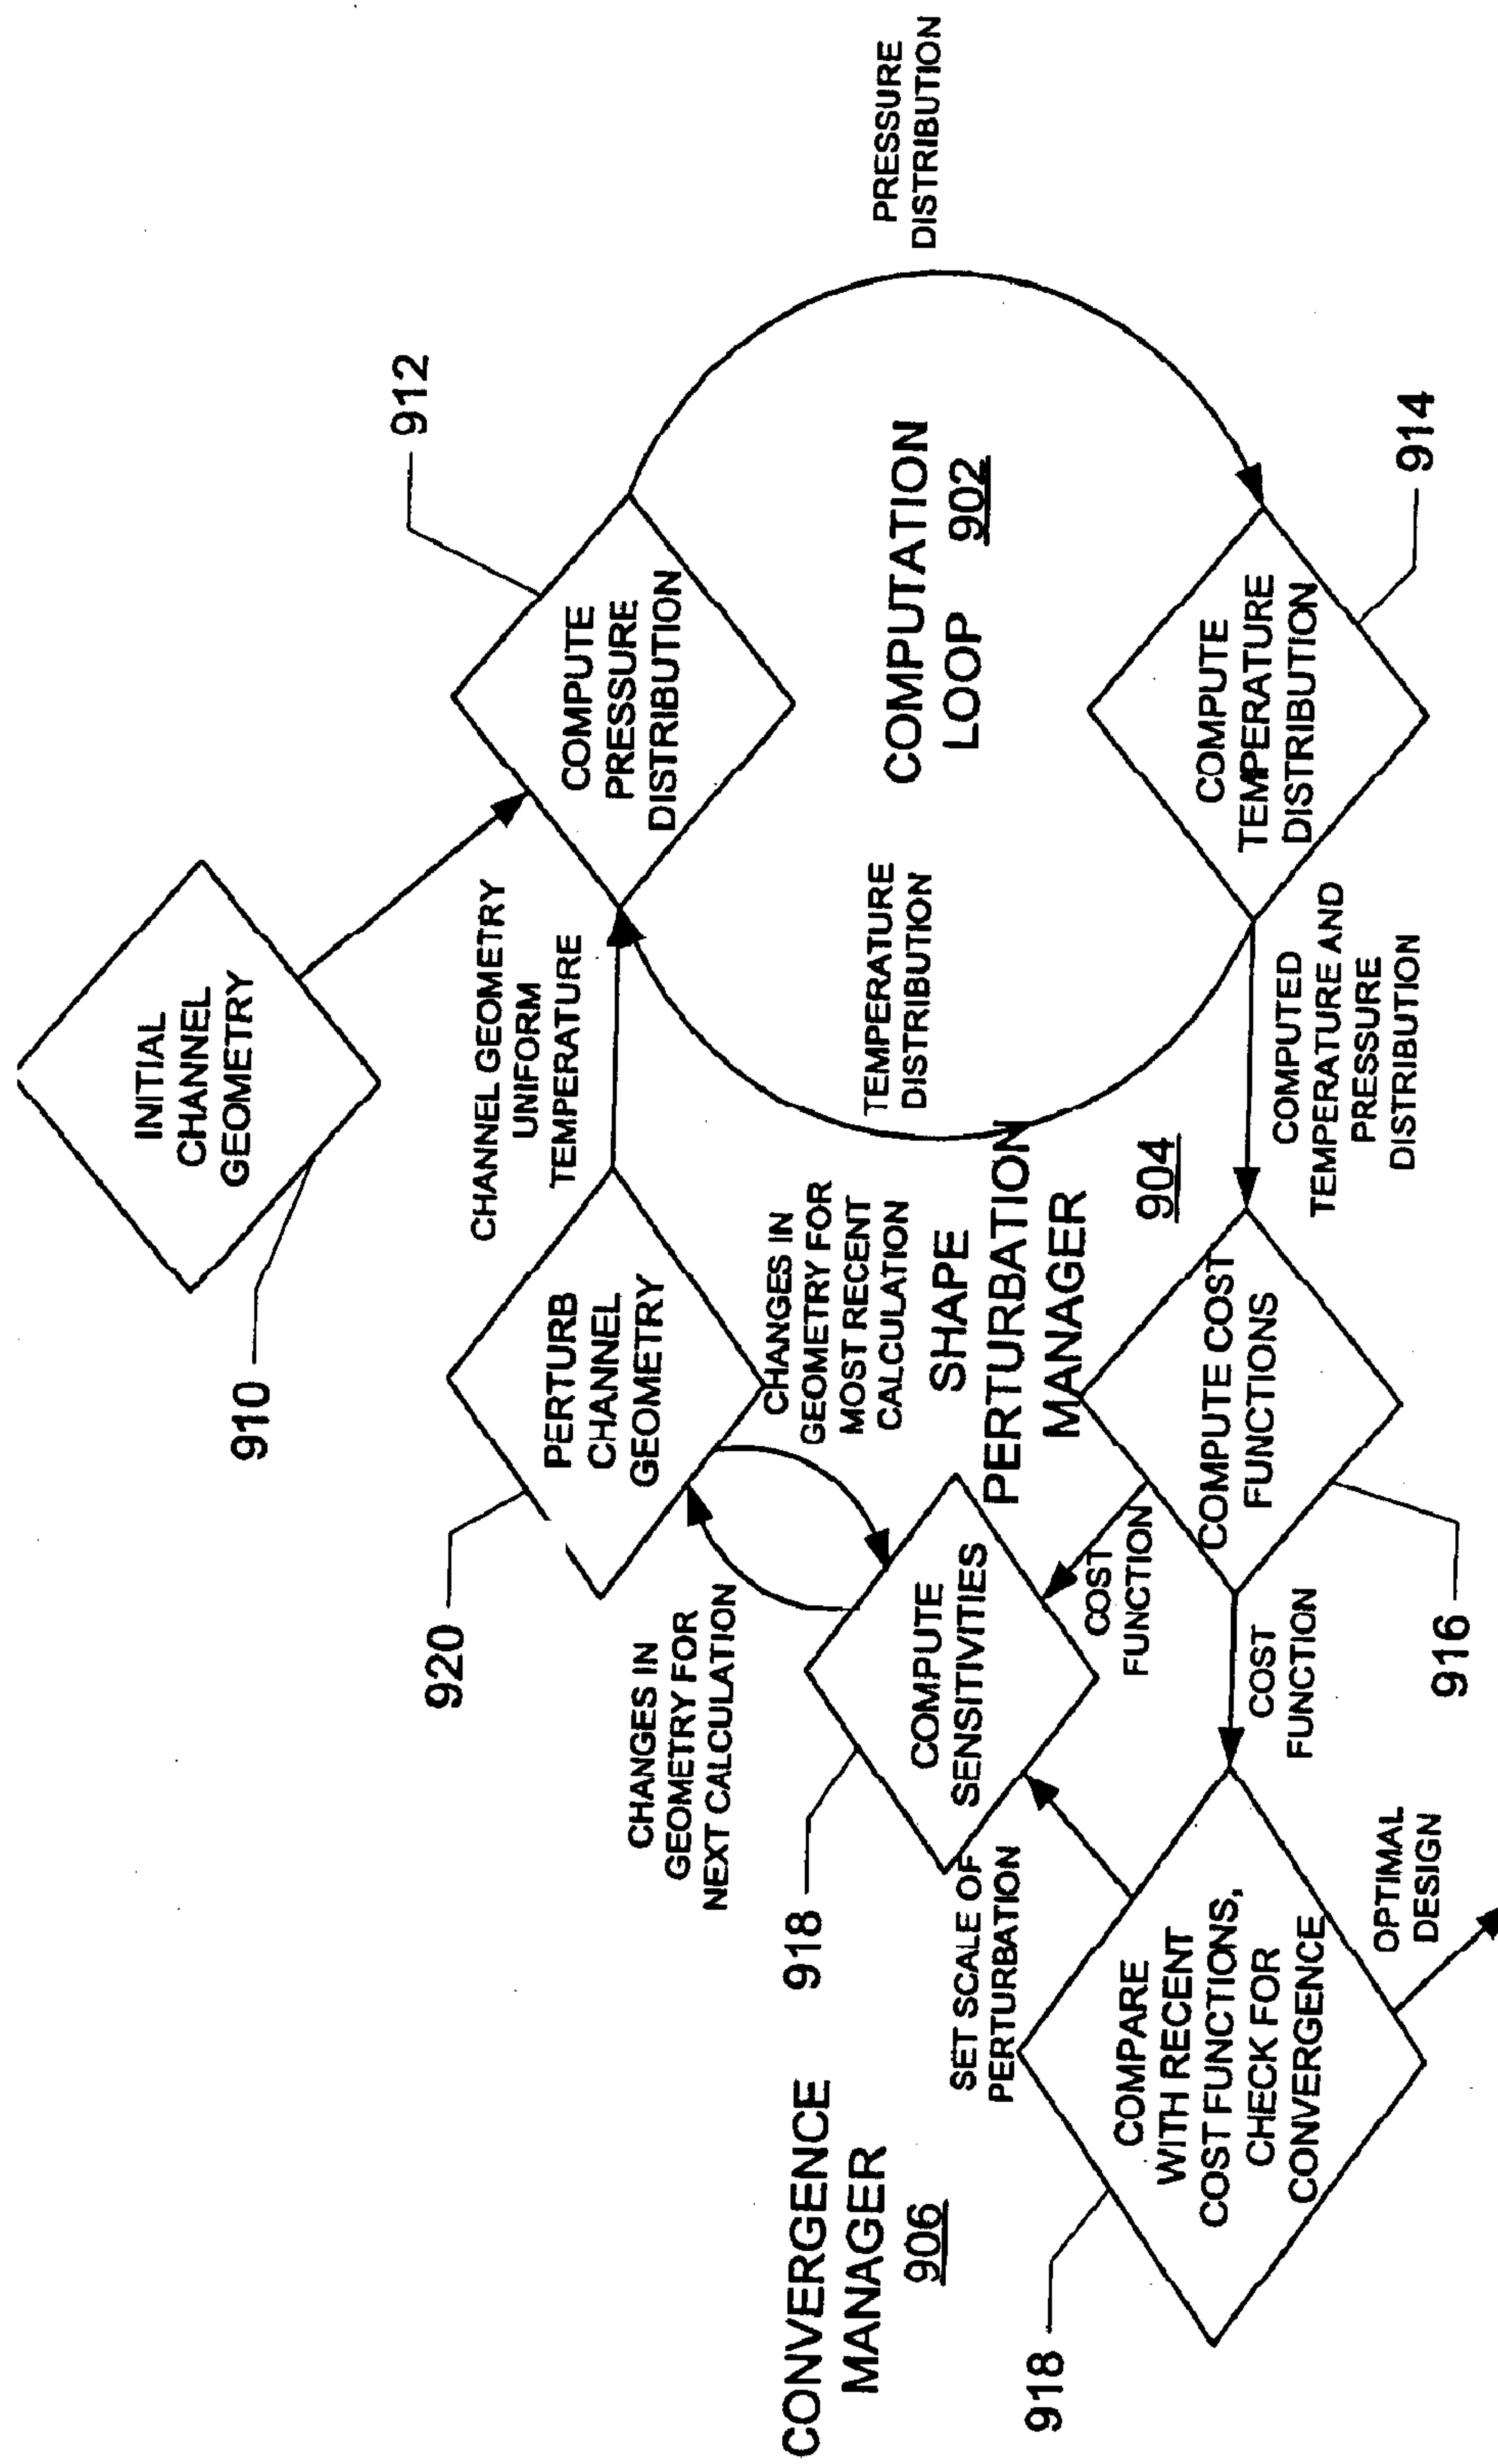 INITIAL
CHANNEL
GEOMETRY
910
912
CHANNEL GEOMETRY
UNIFORM
TEMPERATURE
COMPUTE
PRESSURE
DISTRIBUTION
PRESSURE
DISTRIBUTION
920
PERTURB
CHANNEL
GEOMETRY
CHANGES IN
GEOMETRY FOR
NEXT CALCULATION
CHANGES IN
GEOMETRY FOR
MOST RECENT
CALCULATION
TEMPERATURE
DISTRIBUTION
COMPUTATION
LOOP 902
CONVERGENCE
MANAGER
906
918
COMPUTE
SENSITIVITIES
SHAPE
PERTURBATION
MANAGER
904
SET SCALE OF
PERTURBATION
COST
FUNCTION
918
COMPARE
WITH RECENT
COST FUNCTIONS,
CHECK FOR
CONVERGENCE
COST
FUNCTION
COMPUTE COST
FUNCTIONS
COMPUTED
TEMPERATURE AND
PRESSURE
DISTRIBUTION
COMPUTE
TEMPERATURE
DISTRIBUTION
914
916
OPTIMAL
DESIGN